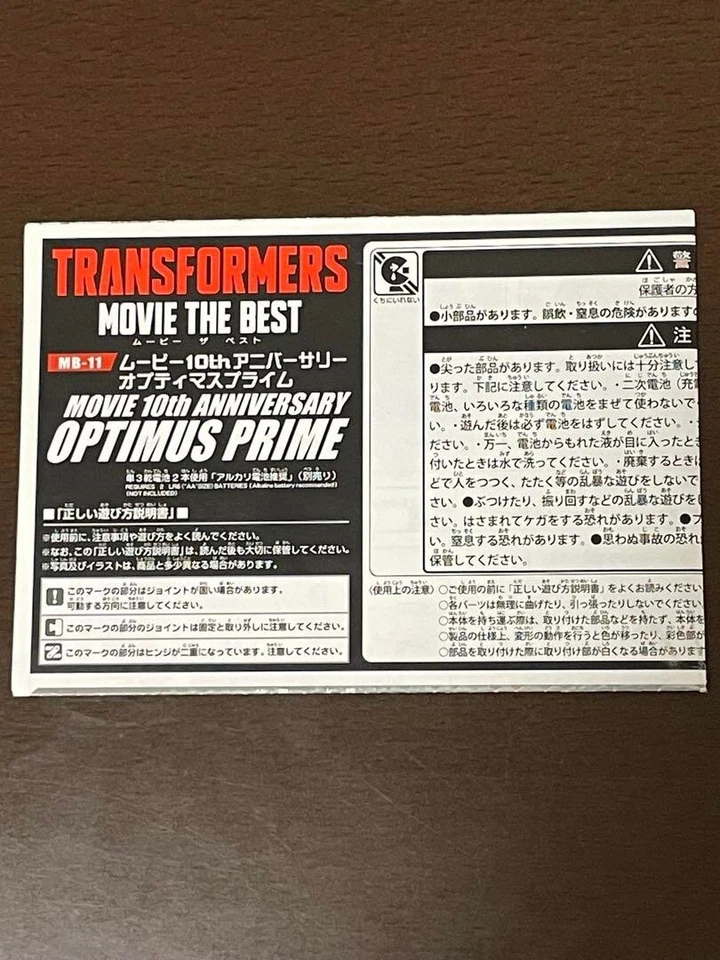 TRANSFORMERS
MOVIE THE BEST
ムービー ザ ベスト
MB-11 ムービー10thアニバーサリー
オプティマスプライム
MOVIE 10th ANNIVERSARY
OPTIMUS PRIME
単3乾電池2本使用「アルカリ電池推奨」(別売り)
REQUIRES 2 LR6 ("AA"SIZE) BATTERIES (Alkaline battery recommended)
(NOT INCLUDED)
■「正しい遊び方説明書」■
※使用前に、注意事項や遊び方をよく読んでください。
※なお、この「正しい遊び方説明書」は、読んだ後も大切に保管してください。
※写真及びイラストは、商品と多少異なる場合があります。
このマークの部分はジョイントが固い場合があります。
可動する方向に注意してください。
このマークの部分のジョイントは固定と取り外しに注意してください。
2 このマークの部分はヒンジが二重になっています。注意してください。
くちにいれない
警
保護者の方
●小部品があります。誤飲・窒息の危険があります
注
●尖った部品があります。取り扱いには十分注意し
ります。下記に注意してください。・二次電池(充
電池、いろいろな種類の電池をまぜて使わないで
い。・遊んだ後は必ず電池をはずしてください。・
ださい。・万一、電池からもれた液が目に入ったと
付いたときは水で洗ってください。・廃棄するとき
どで人をつつく、たたく等の乱暴な遊びをしないで
さい。●ぶつけたり、振り回すなどの乱暴な遊びを
い。はさまれてケガをする恐れがあります。●
い。窒息する恐れがあります。●思わぬ事故の恐れ
保管してください。
〈使用上の注意〉 ○ご使用の前に「正しい遊び方説明書」をよくお読みくださ
○各パーツは無理に曲げたり、引っ張ったりしないでくださ
○本体を持ち運ぶ際は、取り付けた部品などを持たず、本体を
○製品の仕様上、変形の動作を行うと色が移ったり、彩色部が
○部品を取り付けた際に取り付け部が白くなる場合があります